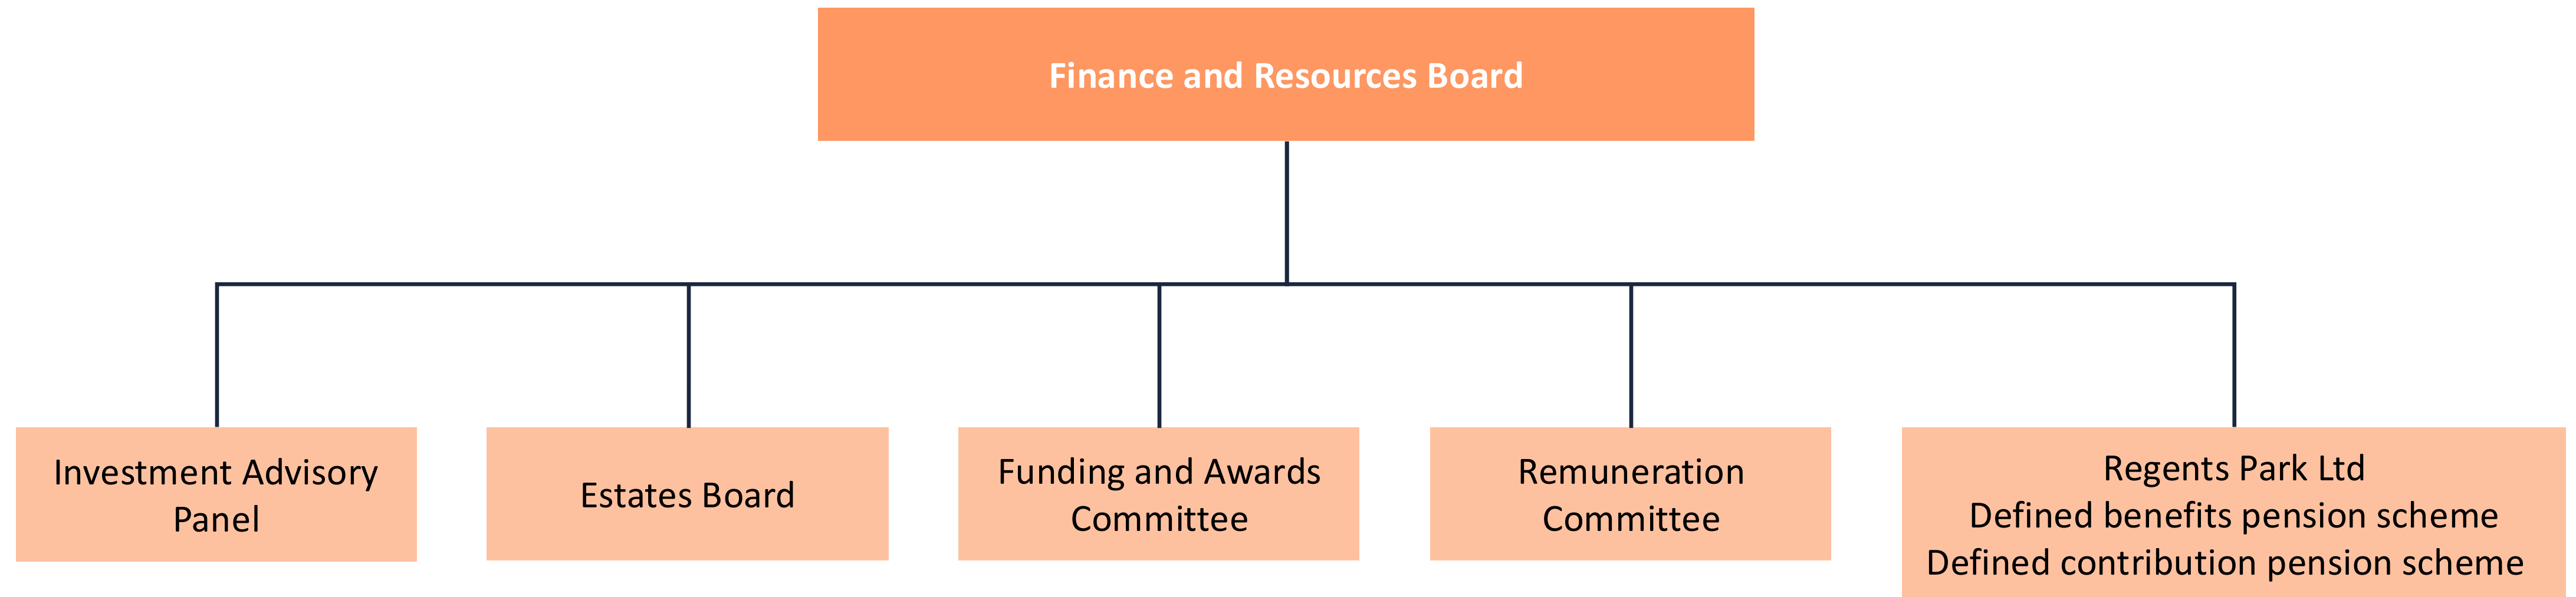 Finance and Resources Board
Investment Advisory
Panel
Estates Board
Funding and Awards
Committee
Remuneration
Committee
Regents Park Ltd
Defined benefits pension scheme
Defined contribution pension scheme